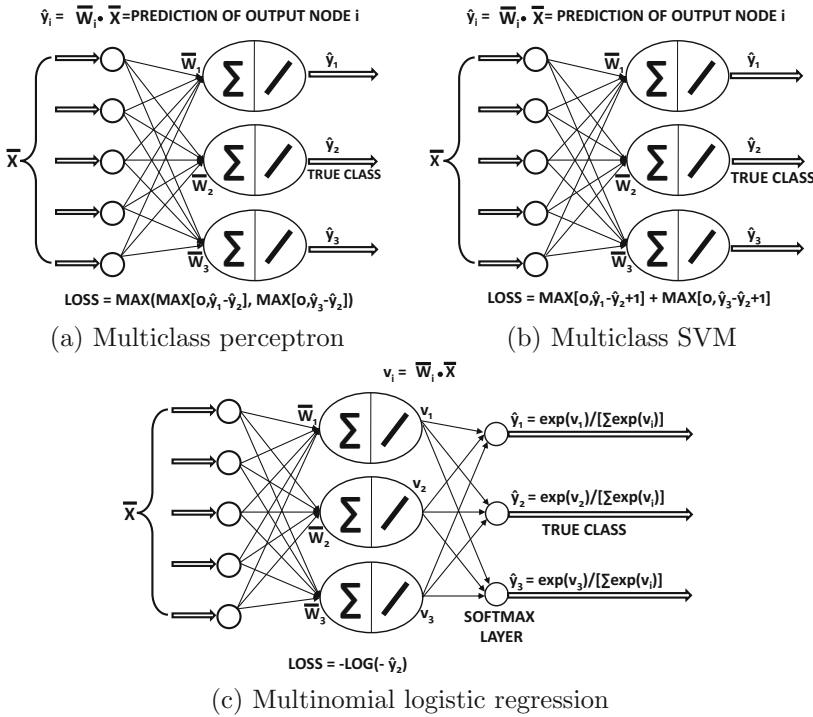 ŷᵢ = W̅ᵢ• X̅=PREDICTION OF OUTPUT NODE i
X̅
W̅₁
W̅₂
W̅₃
∑
∑
∑
ŷ₁
ŷ₂
TRUE CLASS
ŷ₃
LOSS = MAX(MAX[0,ŷ₁-ŷ₂], MAX[0,ŷ₃-ŷ₂])
(a) Multiclass perceptron
ŷᵢ = W̅ᵢ• X̅=PREDICTION OF OUTPUT NODE i
X̅
W̅₁
W̅₂
W̅₃
∑
∑
∑
ŷ₁
ŷ₂
TRUE CLASS
ŷ₃
LOSS = MAX[0,ŷ₁-ŷ₂+1] + MAX[0,ŷ₃-ŷ₂+1]
(b) Multiclass SVM
vᵢ = W̅ᵢ• X̅
X̅
W̅₁
W̅₂
W̅₃
∑
∑
∑
v₁
v₂
v₃
ŷ₁ = exp(v₁)/[∑exp(vᵢ)]
ŷ₂ = exp(v₂)/[∑exp(vᵢ)]
TRUE CLASS
ŷ₃ = exp(v₃)/[∑exp(vᵢ)]
SOFTMAX
LAYER
LOSS = -LOG(- ŷ₂)
(c) Multinomial logistic regression